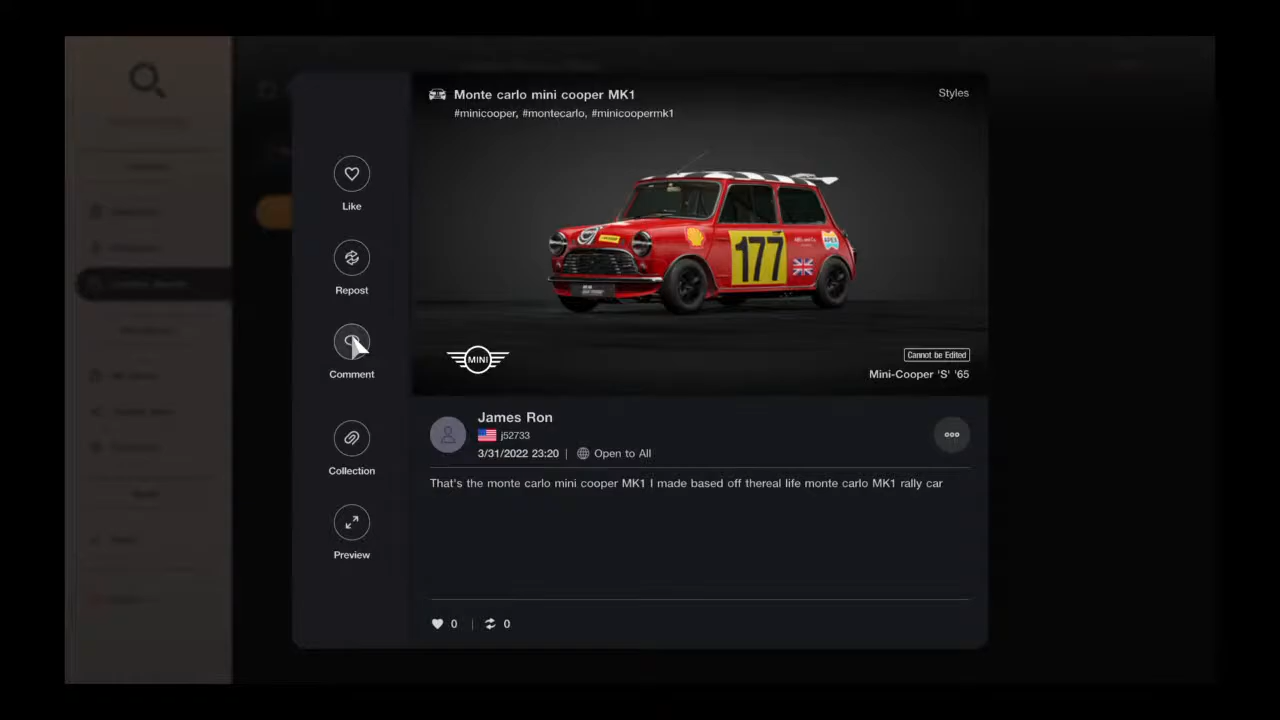 Monte carlo mini cooper MK1
Styles
#minicooper, #montecarlo, #minicoopermk1
177
APEX
MINI
Cannot be Edited
Mini-Cooper 'S' '65
Like
Repost
Comment
Collection
Preview
James Ron
j52733
3/31/2022 23:20 | Open to All
That's the monte carlo mini cooper MK1 I made based off thereal life monte carlo MK1 rally car
0 | 0